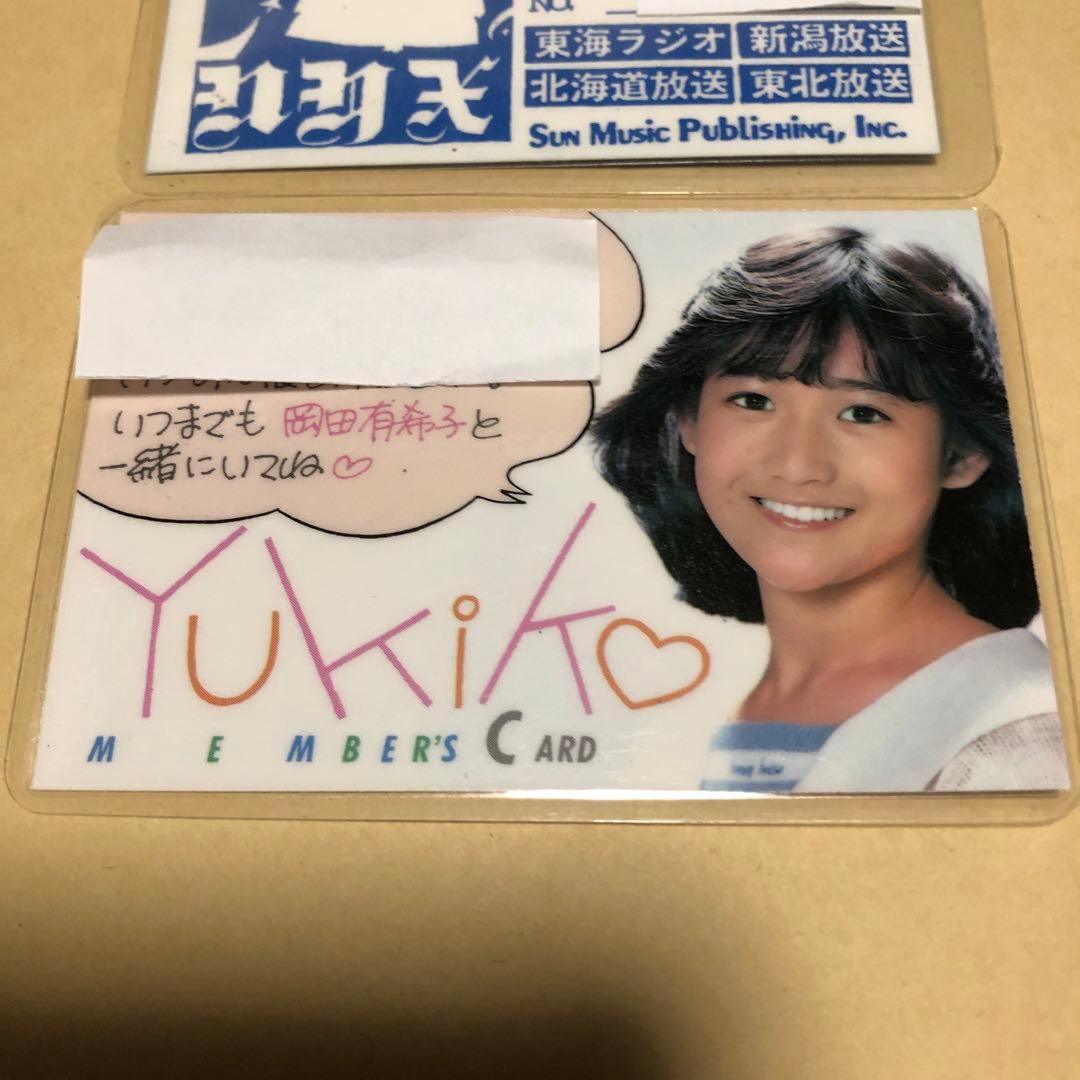 No.
東海ラジオ 新潟放送
北海道放送 東北放送
NYX
SUN MUSIC PUBLISHING, INC.
いつまでも 岡田有希子と
一緒にいてね♡
YUKiK♡
MEMBER'S CARD